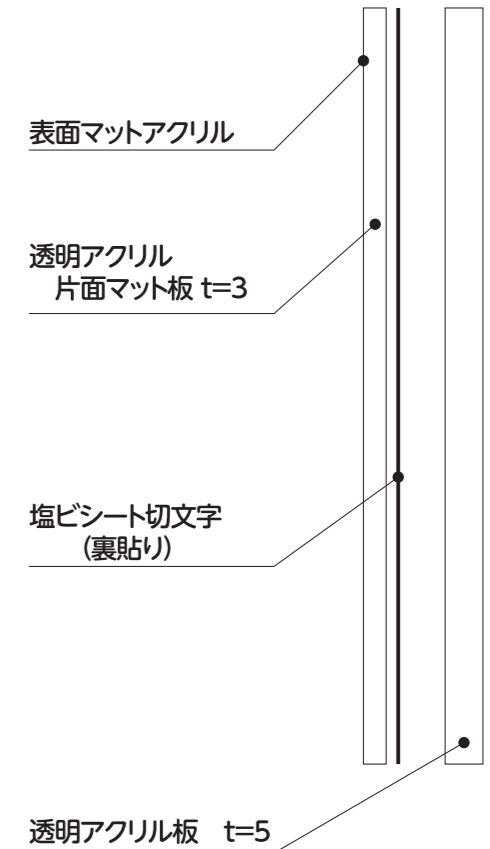 表面マットアクリル
透明アクリル
片面マット板 t=3
塩ビシート切文字
(裏貼り)
透明アクリル板　t=5